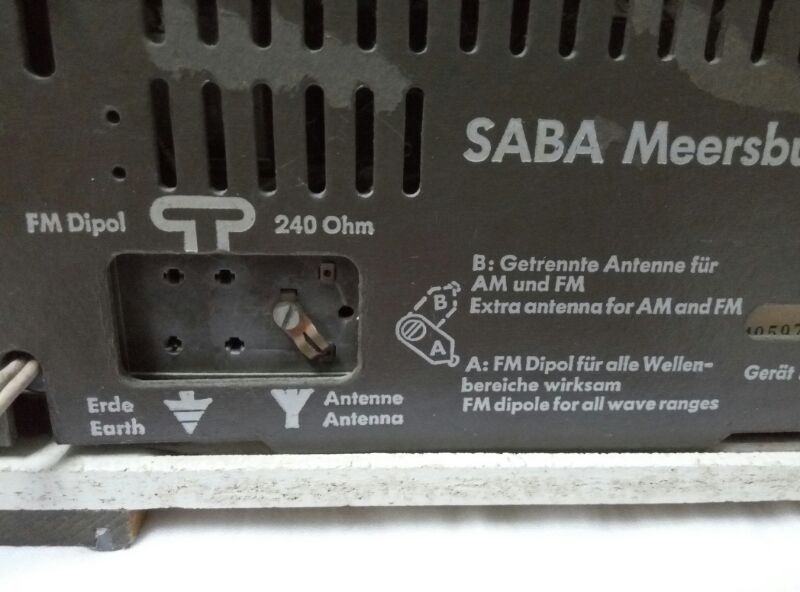 SABA Meersbu
FM Dipol
240 Ohm
B: Getrennte Antenne für
AM und FM
Extra antenna for AM and FM
B
A
A: FM Dipol für alle Wellen-
bereiche wirksam
FM dipole for all wave ranges
Gerät
Erde
Earth
Antenne
Antenna